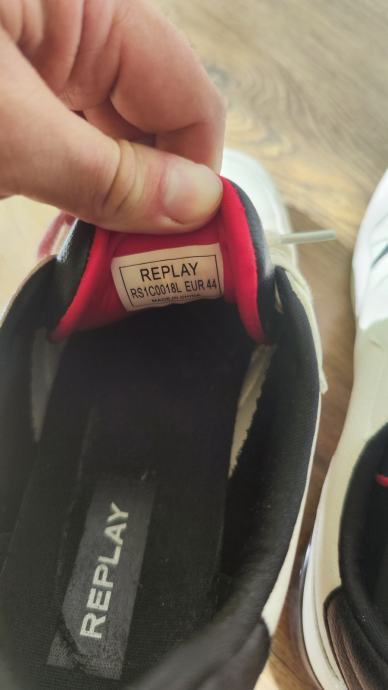 REPLAY
RS1C0018L EUR 44
MADE IN CHINA
REPLAY